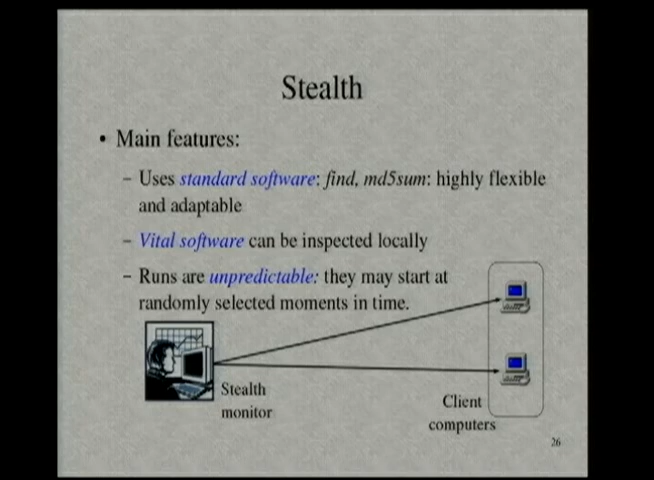 Stealth
• Main features:
– Uses standard software: find, md5sum: highly flexible
and adaptable
– Vital software can be inspected locally
– Runs are unpredictable: they may start at
randomly selected moments in time.
Stealth
monitor
Client
computers
26